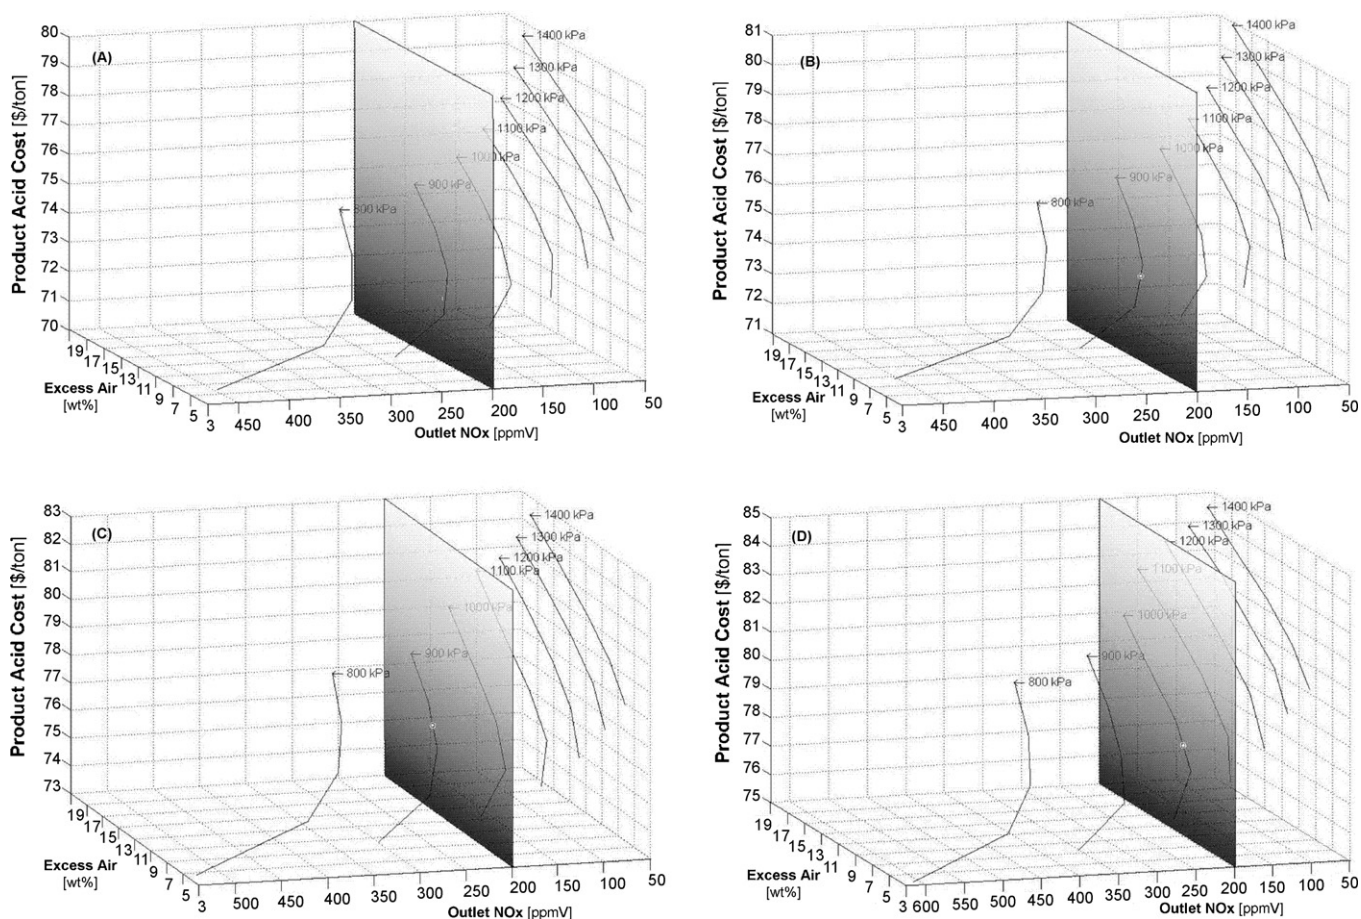 (A)
Product Acid Cost [$/ton]
80
79
78
77
76
75
74
73
72
71
70
19
17
15
13
11
9
7
5
3
Excess Air
[wt%]
450
400
350
300
250
200
150
100
50
Outlet NOx [ppmV]
1400 kPa
1300 kPa
1200 kPa
1100 kPa
1000 kPa
900 kPa
800 kPa
(B)
Product Acid Cost [$/ton]
81
80
79
78
77
76
75
74
73
72
71
19
17
15
13
11
9
7
5
3
Excess Air
[wt%]
450
400
350
300
250
200
150
100
50
Outlet NOx [ppmV]
1400 kPa
1300 kPa
1200 kPa
1100 kPa
1000 kPa
900 kPa
800 kPa
(C)
Product Acid Cost [$/ton]
83
82
81
80
79
78
77
76
75
74
73
19
17
15
13
11
9
7
5
3
Excess Air
[wt%]
500
450
400
350
300
250
200
150
100
50
Outlet NOx [ppmV]
1400 kPa
1300 kPa
1200 kPa
1100 kPa
1000 kPa
900 kPa
800 kPa
(D)
Product Acid Cost [$/ton]
85
84
83
82
81
80
79
78
77
76
75
19
17
15
13
11
9
7
5
3
Excess Air
[wt%]
600
550
500
450
400
350
300
250
200
150
100
50
Outlet NOx [ppmV]
1400 kPa
1300 kPa
1200 kPa
1100 kPa
1000 kPa
900 kPa
800 kPa